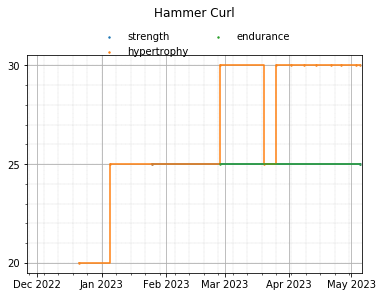 Hammer Curl
strength endurance
hypertrophy
30
25
20
Dec 2022 Jan 2023 Feb 2023 Mar 2023 Apr 2023 May 2023